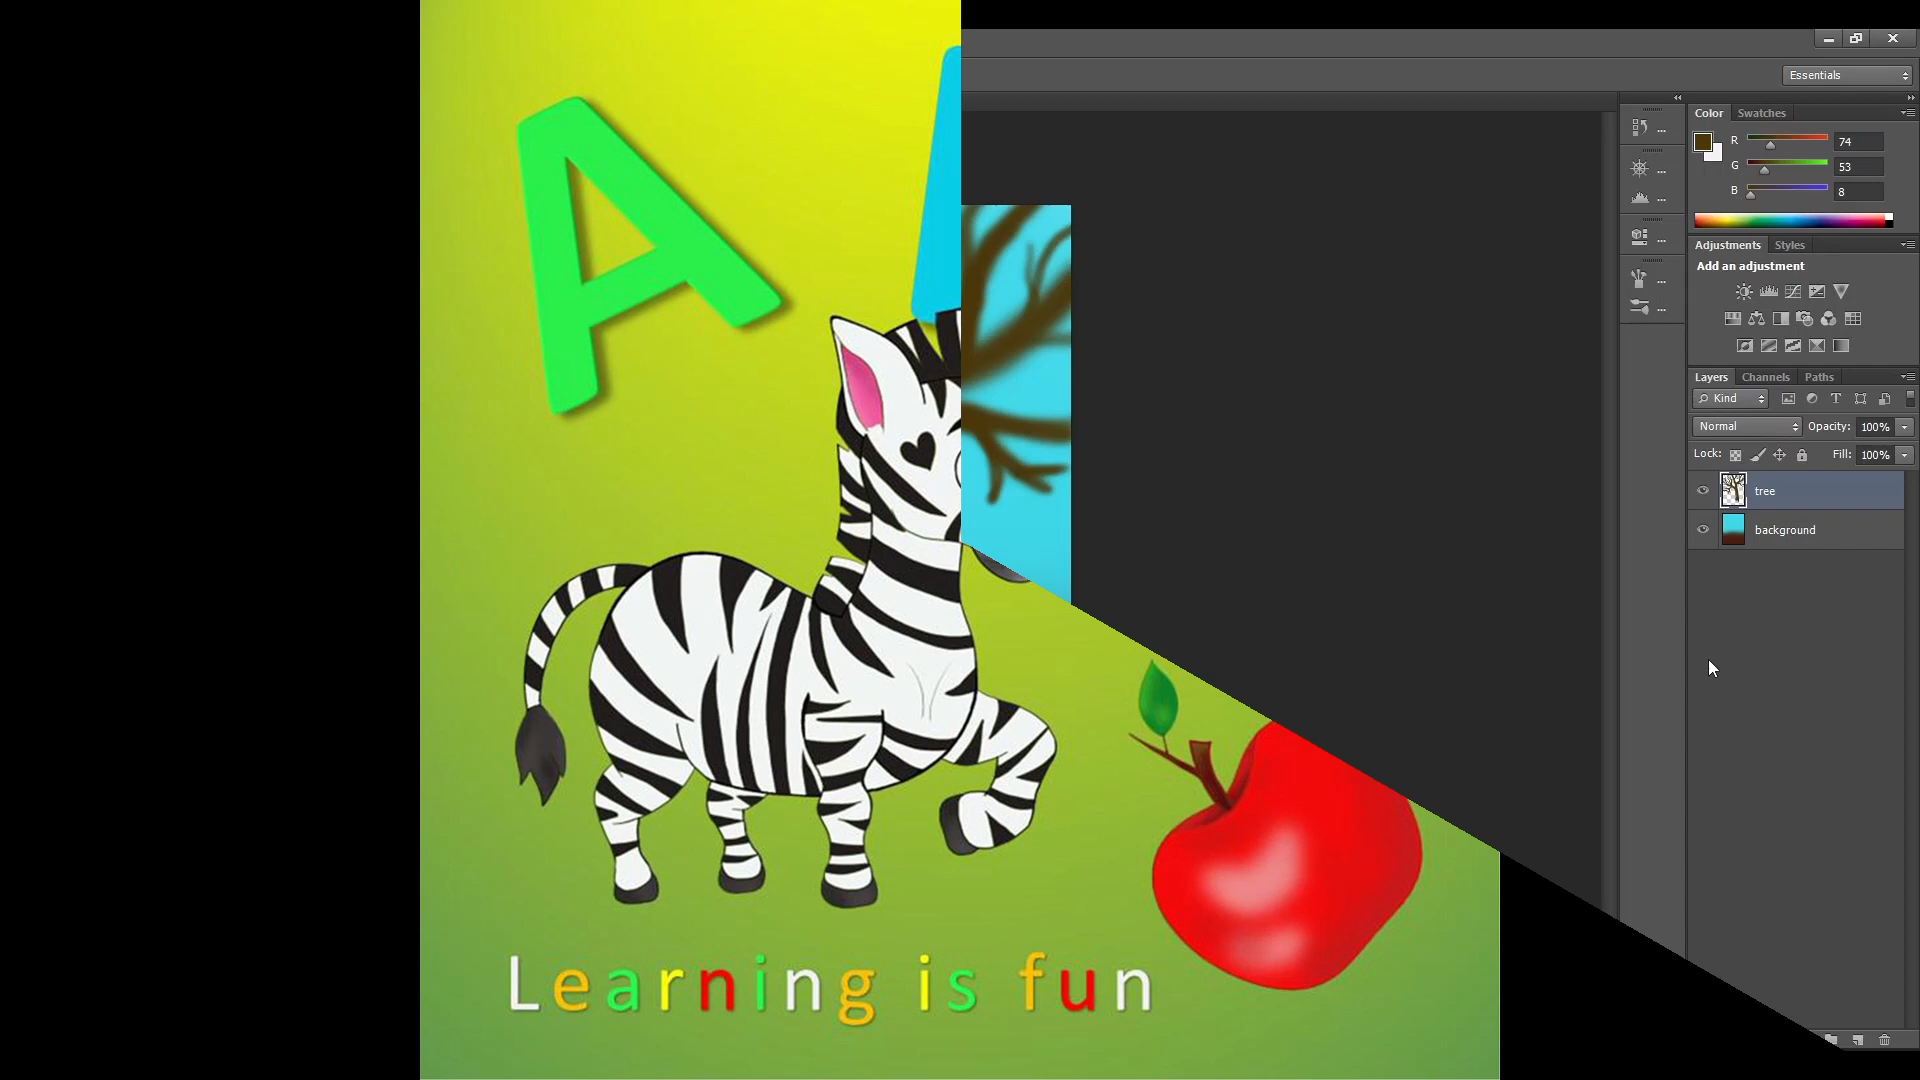 A
Essentials
Color Swatches
R 74
G 53
B 8
Adjustments Styles
Add an adjustment
Layers Channels Paths
Kind
Normal Opacity: 100%
Lock: Fill: 100%
tree
background
Learning is fun